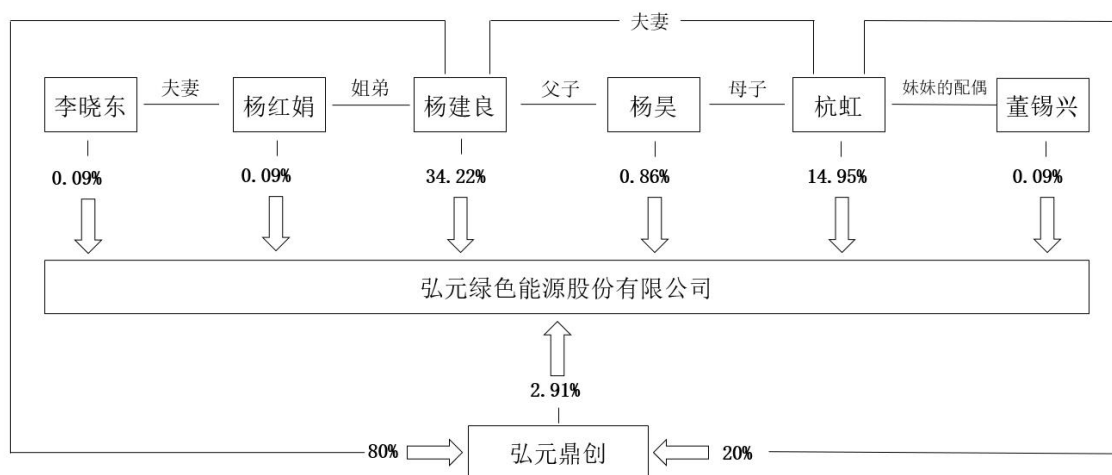 夫妻
李晓东
夫妻
杨红娟
姐弟
杨建良
父子
杨昊
母子
杭虹
妹妹的配偶
董锡兴
0.09%
0.09%
34.22%
0.86%
14.95%
0.09%
弘元绿色能源股份有限公司
2.91%
80%
弘元鼎创
20%